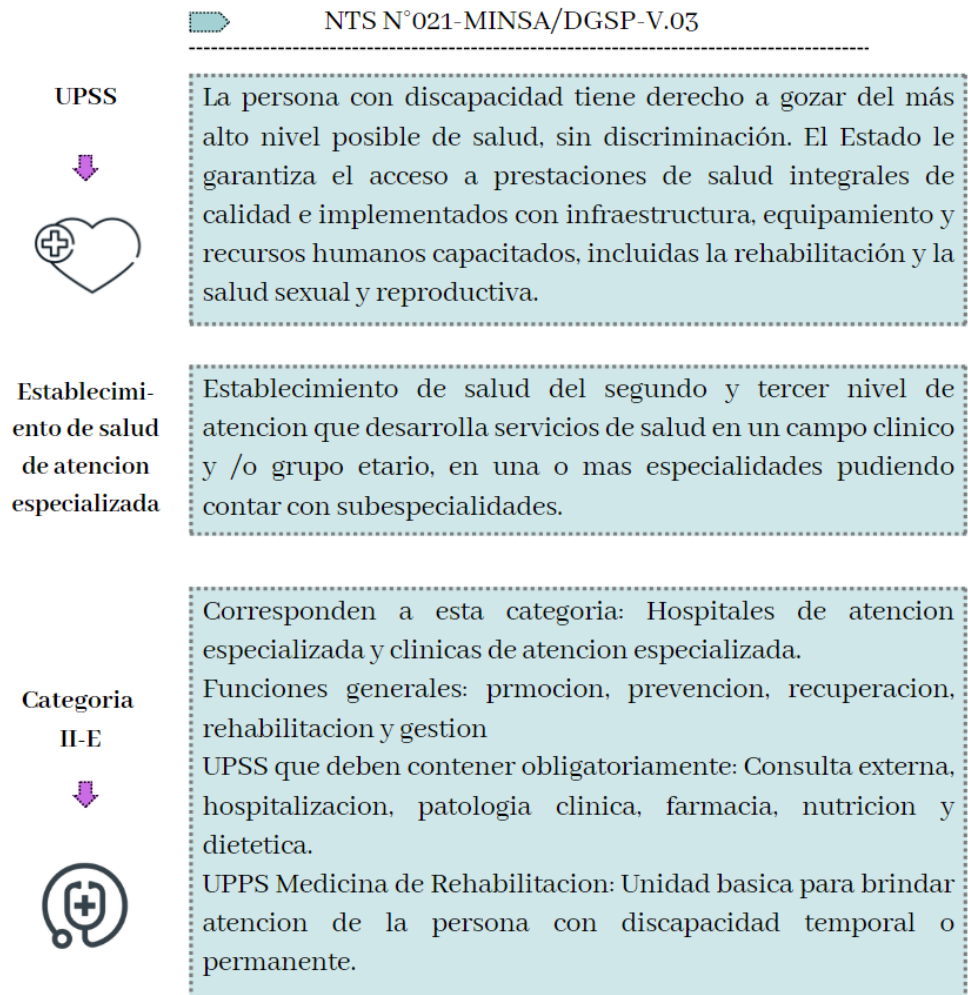 NTS N°021-MINSA/DGSP-V.03
UPSS
La persona con discapacidad tiene derecho a gozar del más
alto nivel posible de salud, sin discriminación. El Estado le
garantiza el acceso a prestaciones de salud integrales de
calidad e implementados con infraestructura, equipamiento y
recursos humanos capacitados, incluidas la rehabilitación y la
salud sexual y reproductiva.
Establecimi-
ento de salud
de atencion
especializada
Establecimiento de salud del segundo y tercer nivel de
atencion que desarrolla servicios de salud en un campo clinico
y /o grupo etario, en una o mas especialidades pudiendo
contar con subespecialidades.
Categoria
II-E
Corresponden a esta categoria: Hospitales de atencion
especializada y clinicas de atencion especializada.
Funciones generales: prmocion, prevencion, recuperacion,
rehabilitacion y gestion
UPSS que deben contener obligatoriamente: Consulta externa,
hospitalizacion, patologia clinica, farmacia, nutricion y
dietetica.
UPPS Medicina de Rehabilitacion: Unidad basica para brindar
atencion de la persona con discapacidad temporal o
permanente.